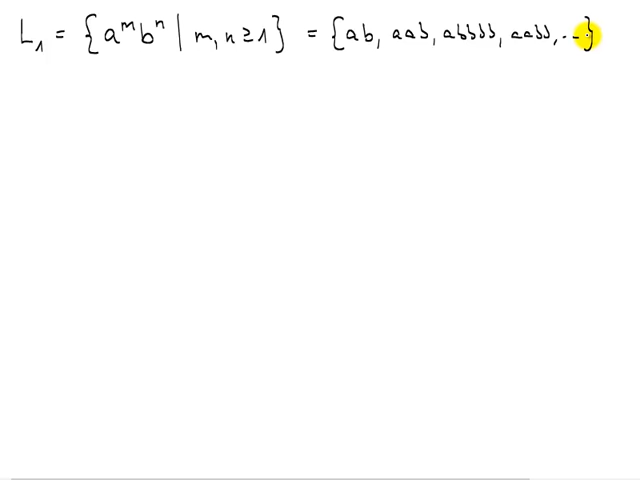 L₁ = {aᵐbⁿ | m, n ≥ 1} = {ab, aab, abbbb, aabb, ...}